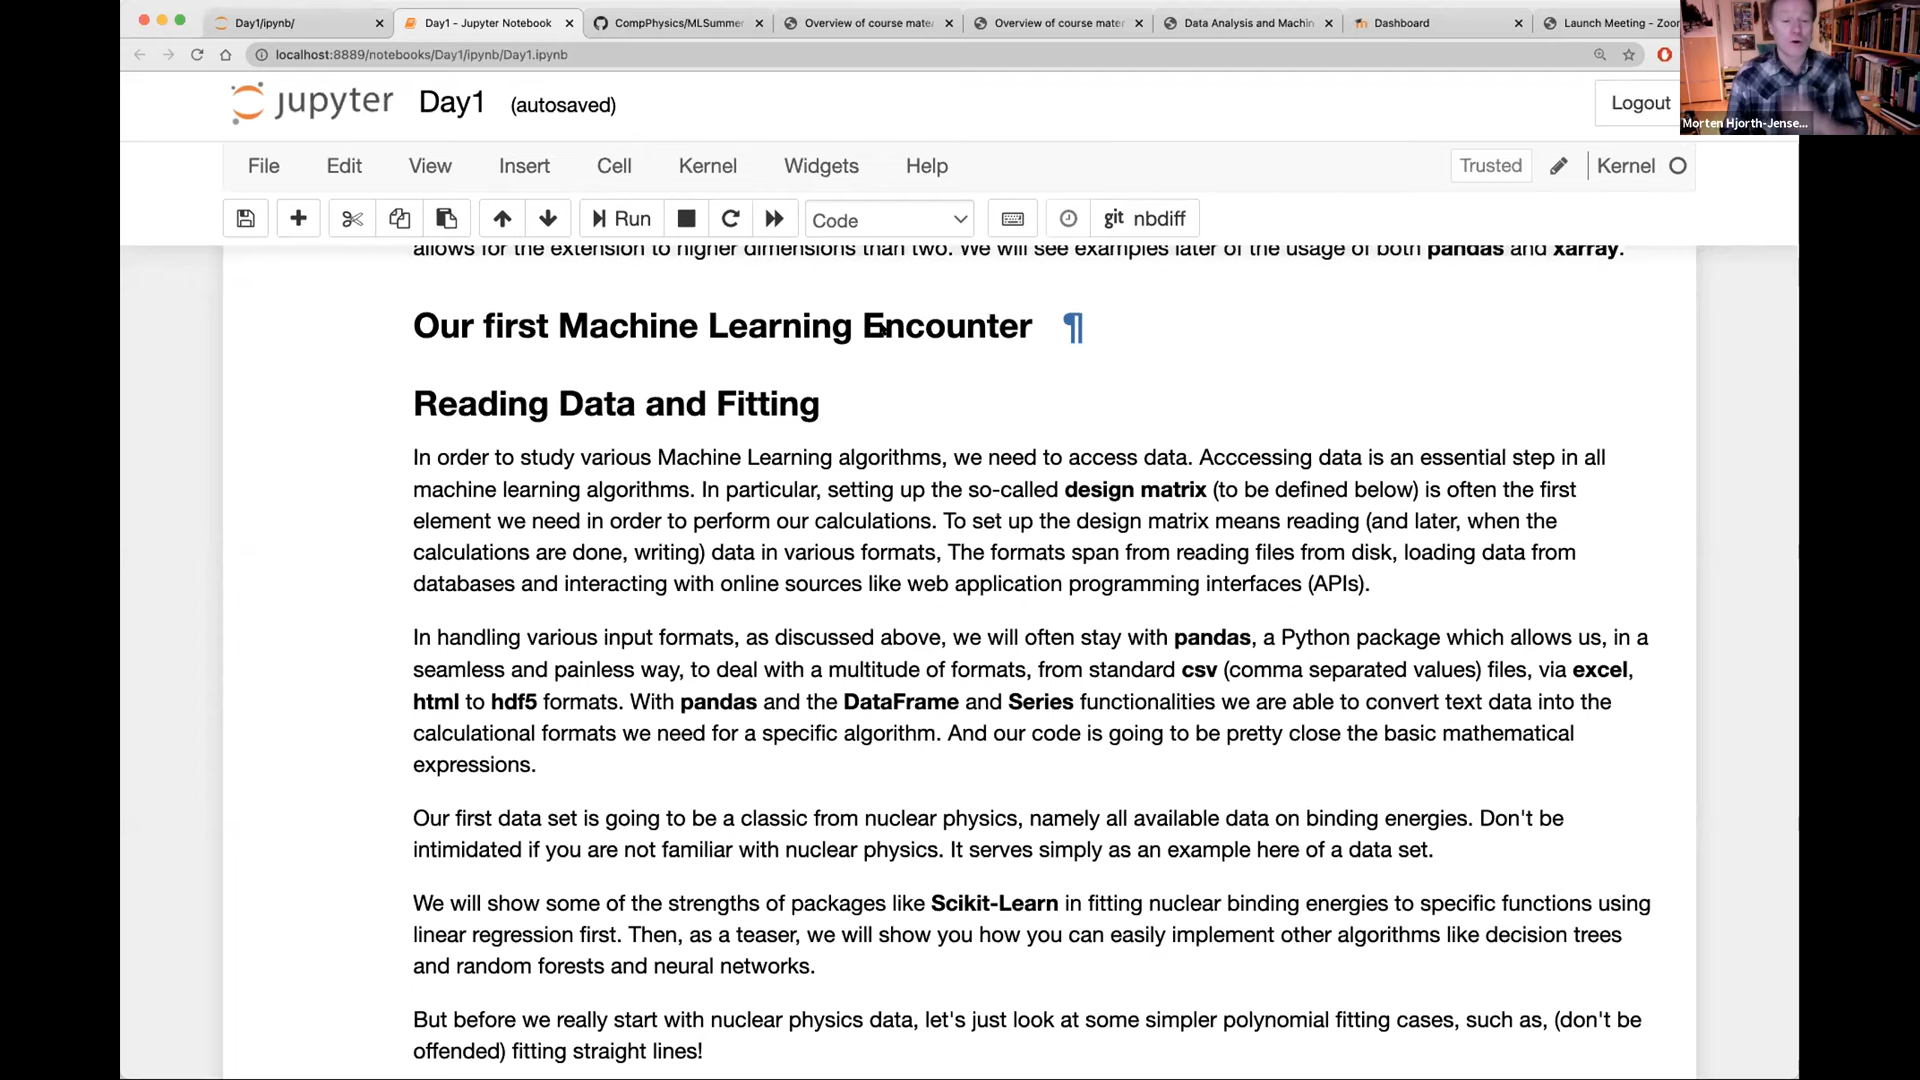 Day1/ipynb/
Day1 - Jupyter Notebook
CompPhysics/MLSummer
Overview of course mate
Overview of course mater
Data Analysis and Machin
Dashboard
Launch Meeting - Zoo
localhost:8889/notebooks/Day1/ipynb/Day1.ipynb
Morten Hjorth-Jense...
jupyter Day1 (autosaved)
Logout
File Edit View Insert Cell Kernel Widgets Help
Trusted
Kernel
Run
Code
git nbdiff
allows for the extension to higher dimensions than two. We will see examples later of the usage of both pandas and xarray.
Our first Machine Learning Encounter ¶
Reading Data and Fitting
In order to study various Machine Learning algorithms, we need to access data. Acccessing data is an essential step in all
machine learning algorithms. In particular, setting up the so-called design matrix (to be defined below) is often the first
element we need in order to perform our calculations. To set up the design matrix means reading (and later, when the
calculations are done, writing) data in various formats, The formats span from reading files from disk, loading data from
databases and interacting with online sources like web application programming interfaces (APIs).
In handling various input formats, as discussed above, we will often stay with pandas, a Python package which allows us, in a
seamless and painless way, to deal with a multitude of formats, from standard csv (comma separated values) files, via excel,
html to hdf5 formats. With pandas and the DataFrame and Series functionalities we are able to convert text data into the
calculational formats we need for a specific algorithm. And our code is going to be pretty close the basic mathematical
expressions.
Our first data set is going to be a classic from nuclear physics, namely all available data on binding energies. Don't be
intimidated if you are not familiar with nuclear physics. It serves simply as an example here of a data set.
We will show some of the strengths of packages like Scikit-Learn in fitting nuclear binding energies to specific functions using
linear regression first. Then, as a teaser, we will show you how you can easily implement other algorithms like decision trees
and random forests and neural networks.
But before we really start with nuclear physics data, let's just look at some simpler polynomial fitting cases, such as, (don't be
offended) fitting straight lines!